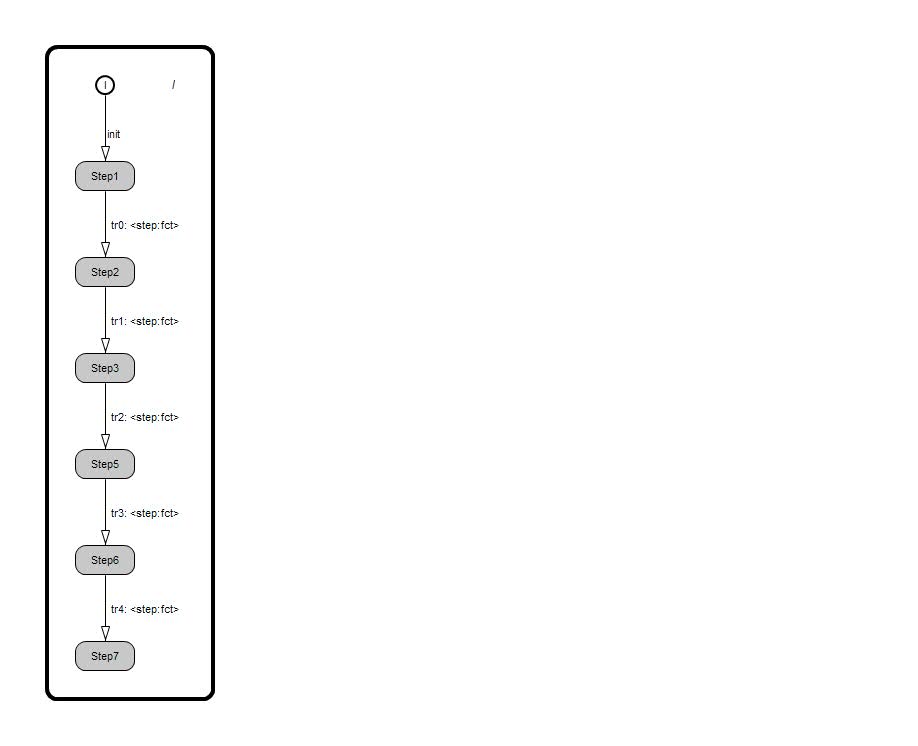 I /
init
Step1
tr0: <step:fct>
Step2
tr1: <step:fct>
Step3
tr2: <step:fct>
Step5
tr3: <step:fct>
Step6
tr4: <step:fct>
Step7